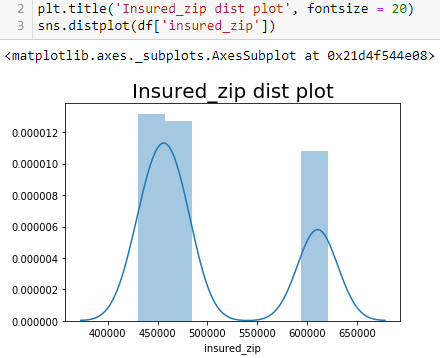 2 plt.title('Insured_zip dist plot', fontsize = 20)
3 sns.distplot(df['insured_zip'])
<matplotlib.axes._subplots.AxesSubplot at 0x21d4f544e08>
Insured_zip dist plot
0.000012
0.000010
0.000008
0.000006
0.000004
0.000002
0.000000
400000 450000 500000 550000 600000 650000
insured_zip